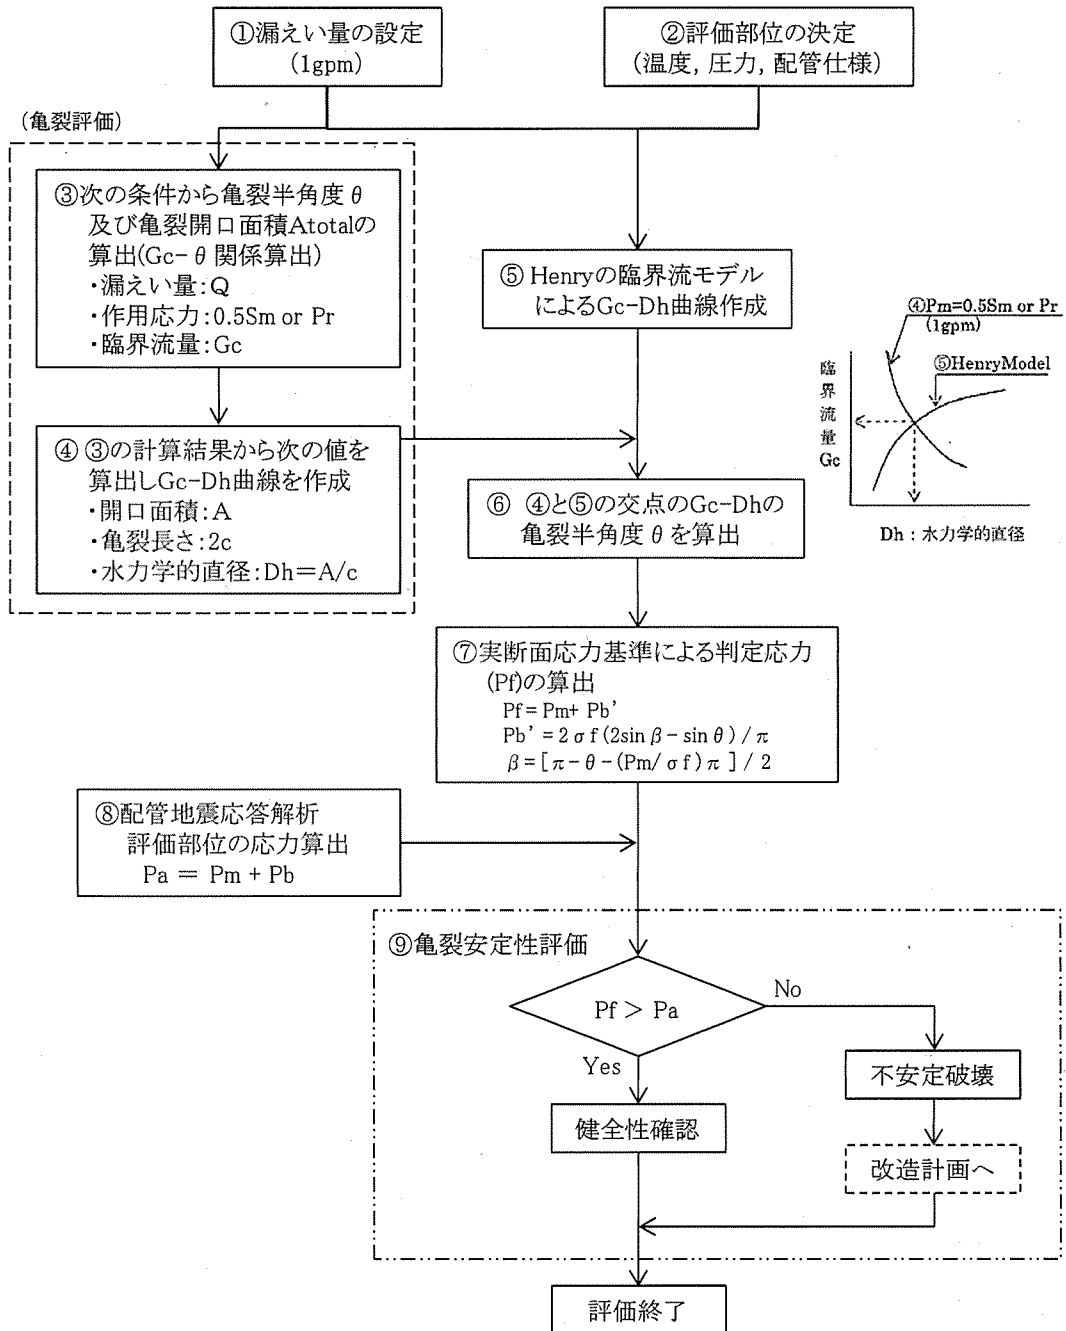 ①漏えい量の設定
(1gpm)
②評価部位の決定
(温度, 圧力, 配管仕様)
(亀裂評価)
③次の条件から亀裂半角度θ
及び亀裂開口面積Atotalの
算出(Gc-θ関係算出)
・漏えい量:Q
・作用応力:0.5Sm or Pr
・臨界流量:Gc
⑤Henryの臨界流モデル
によるGc-Dh曲線作成
④Pm=0.5Sm or Pr
(1gpm)
⑤HenryModel
臨界流量Gc
Dh:水力学的直径
④ ③の計算結果から次の値を
算出しGc-Dh曲線を作成
・開口面積:A
・亀裂長さ:2c
・水力学的直径:Dh=A/c
⑥ ④と⑤の交点のGc-Dhの
亀裂半角度θを算出
⑦実断面応力基準による判定応力
(Pf)の算出
Pf=Pm+ Pb'
Pb'=2σf(2sinβ-sinθ)/π
β=[π-θ-(Pm/σf)π]/2
⑧配管地震応答解析
評価部位の応力算出
Pa = Pm + Pb
⑨亀裂安定性評価
Pf > Pa
No
Yes
不安定破壊
健全性確認
改造計画へ
評価終了